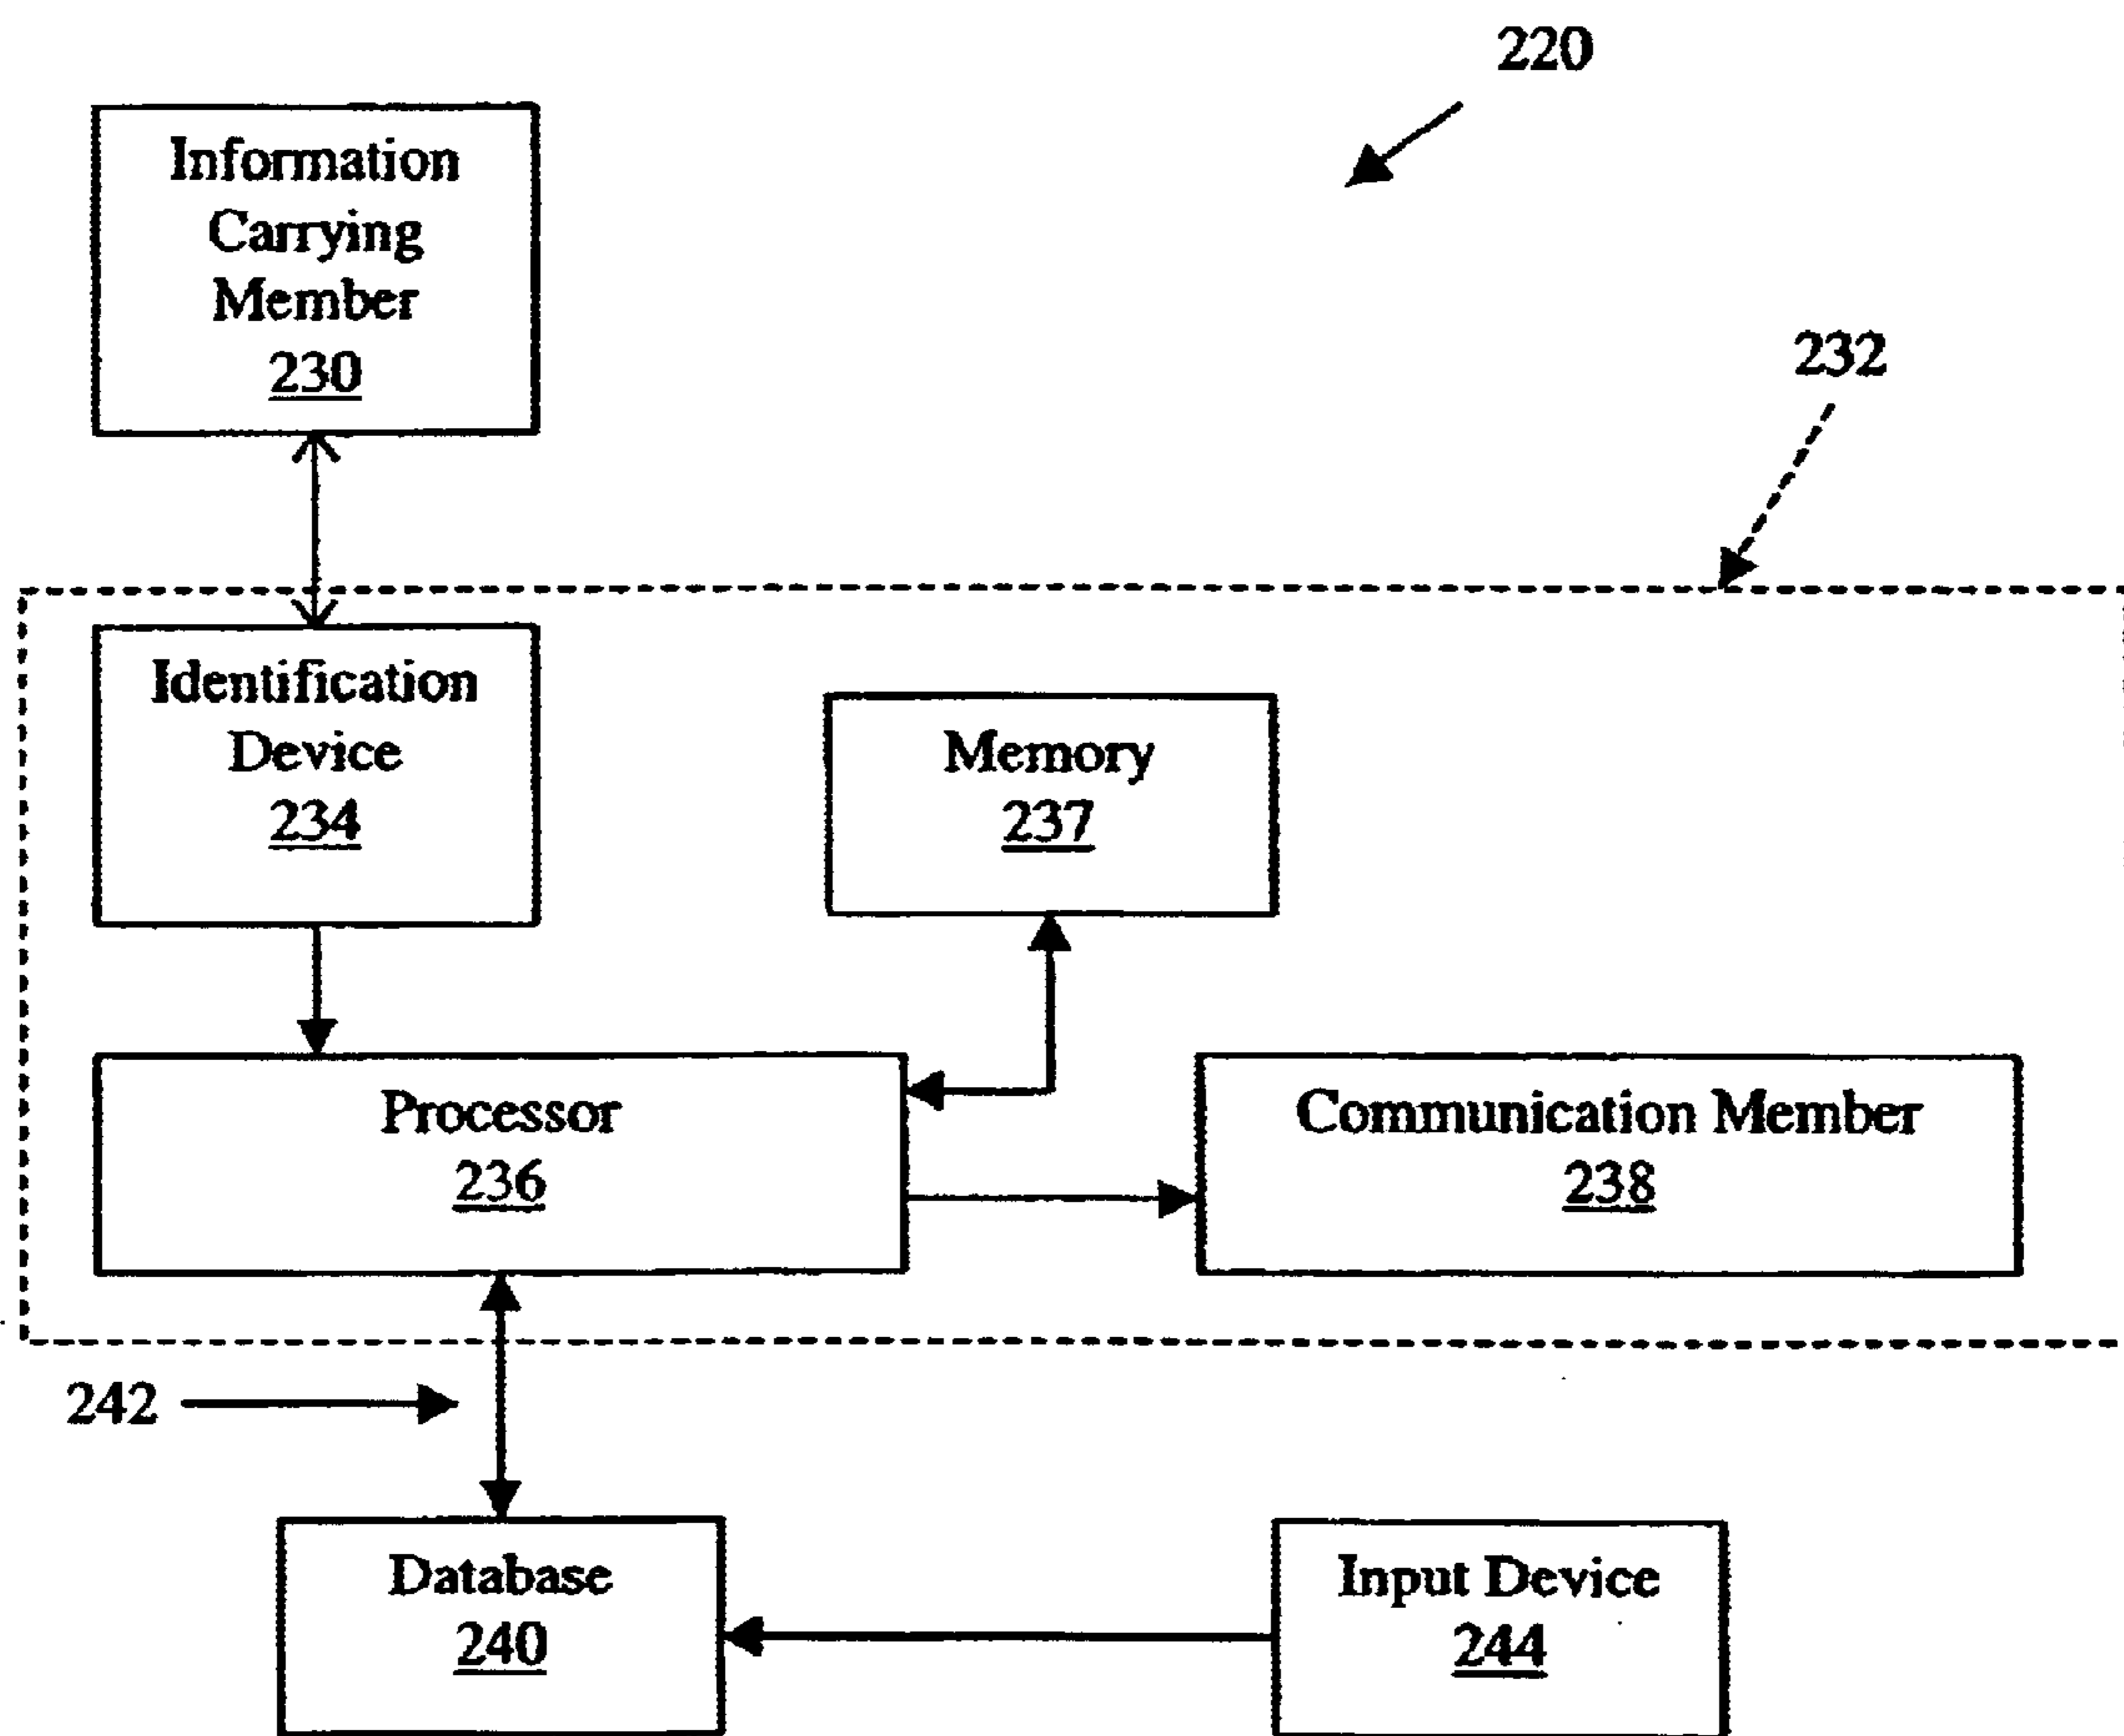 220
Information
Carrying
Member
230
232
Identification
Device
234
Memory
237
Processor
236
Communication Member
238
242
Database
240
Input Device
244